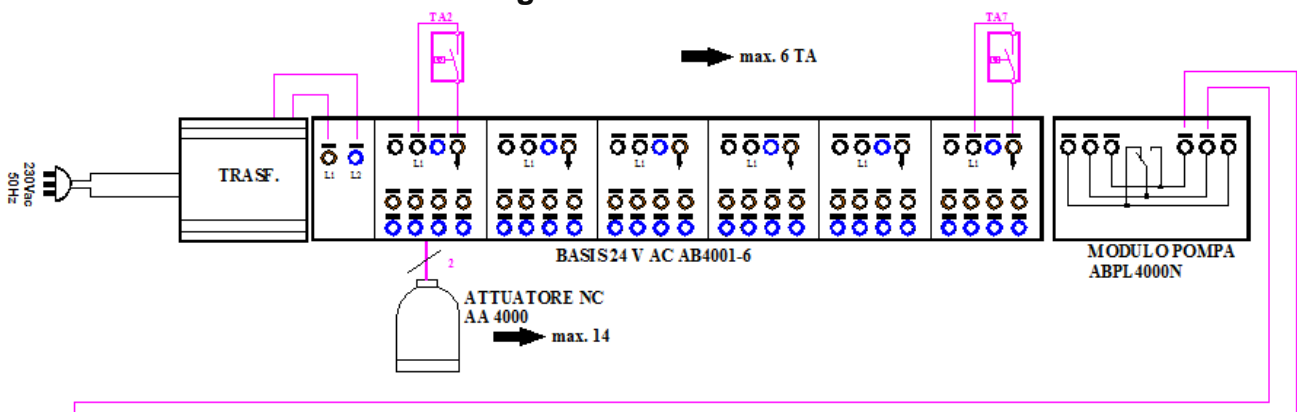 g
TA2
TA7
max. 6 TA
230Vac
50Hz
TRASF.
L1
L2
L1
L1
L1
L1
L1
L1
BASIS 24 V AC AB4001-6
MODULO POMPA
ABPL4000N
2
ATTUATORE NC
AA 4000
max. 14